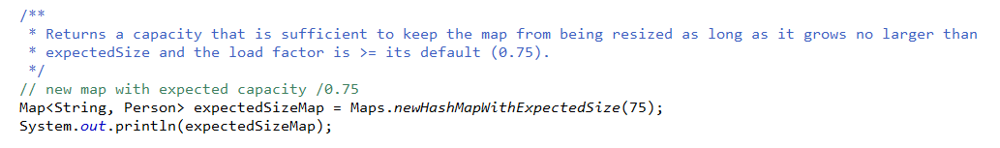 /**
 * Returns a capacity that is sufficient to keep the map from being resized as long as it grows no larger than
 * expectedSize and the load factor is >= its default (0.75).
 */
// new map with expected capacity /0.75
Map<String, Person> expectedSizeMap = Maps.newHashMapWithExpectedSize(75);
System.out.println(expectedSizeMap);